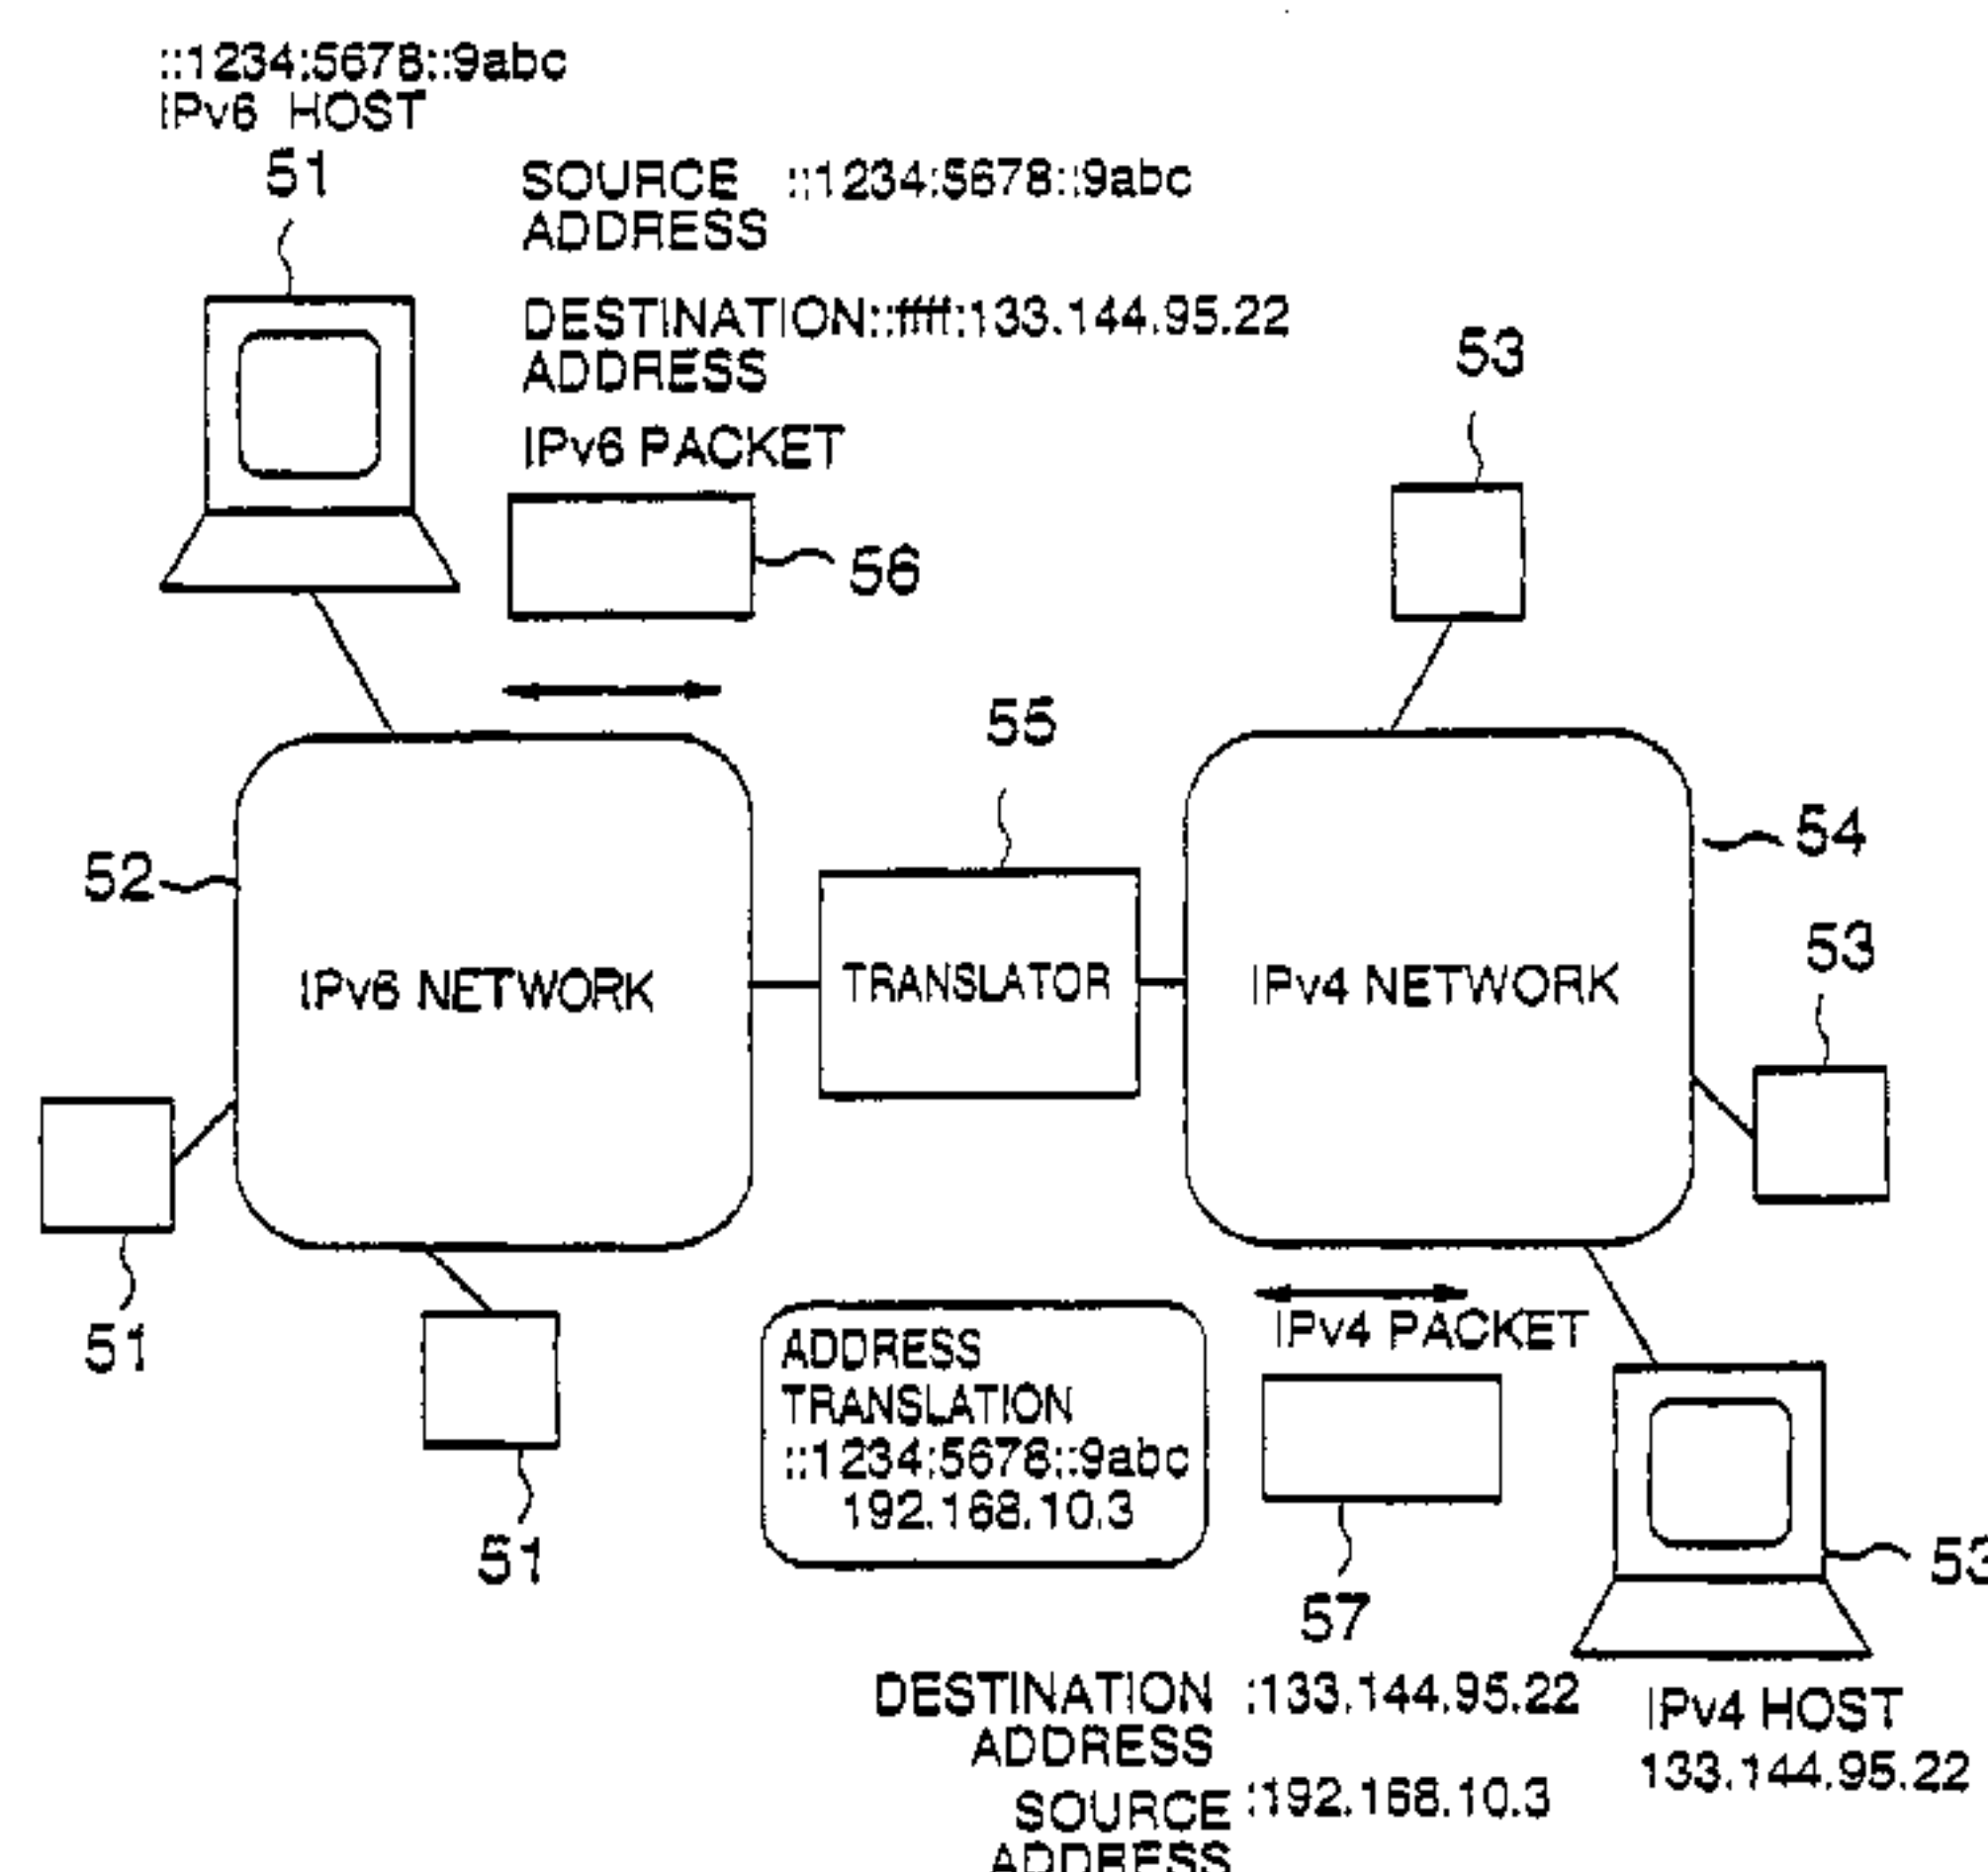 ::1234:5678::9abc
IPv6 HOST
51
SOURCE ::1234:5678::9abc
ADDRESS
DESTINATION::ffff:133.144.95.22
ADDRESS
IPv6 PACKET
56
53
55
52
54
53
IPv6 NETWORK
TRANSLATOR
IPv4 NETWORK
51
51
ADDRESS
TRANSLATION
::1234:5678::9abc
192.168.10.3
IPv4 PACKET
57
53
DESTINATION :133.144.95.22
ADDRESS
SOURCE :192.168.10.3
ADDRESS
IPv4 HOST
133.144.95.22